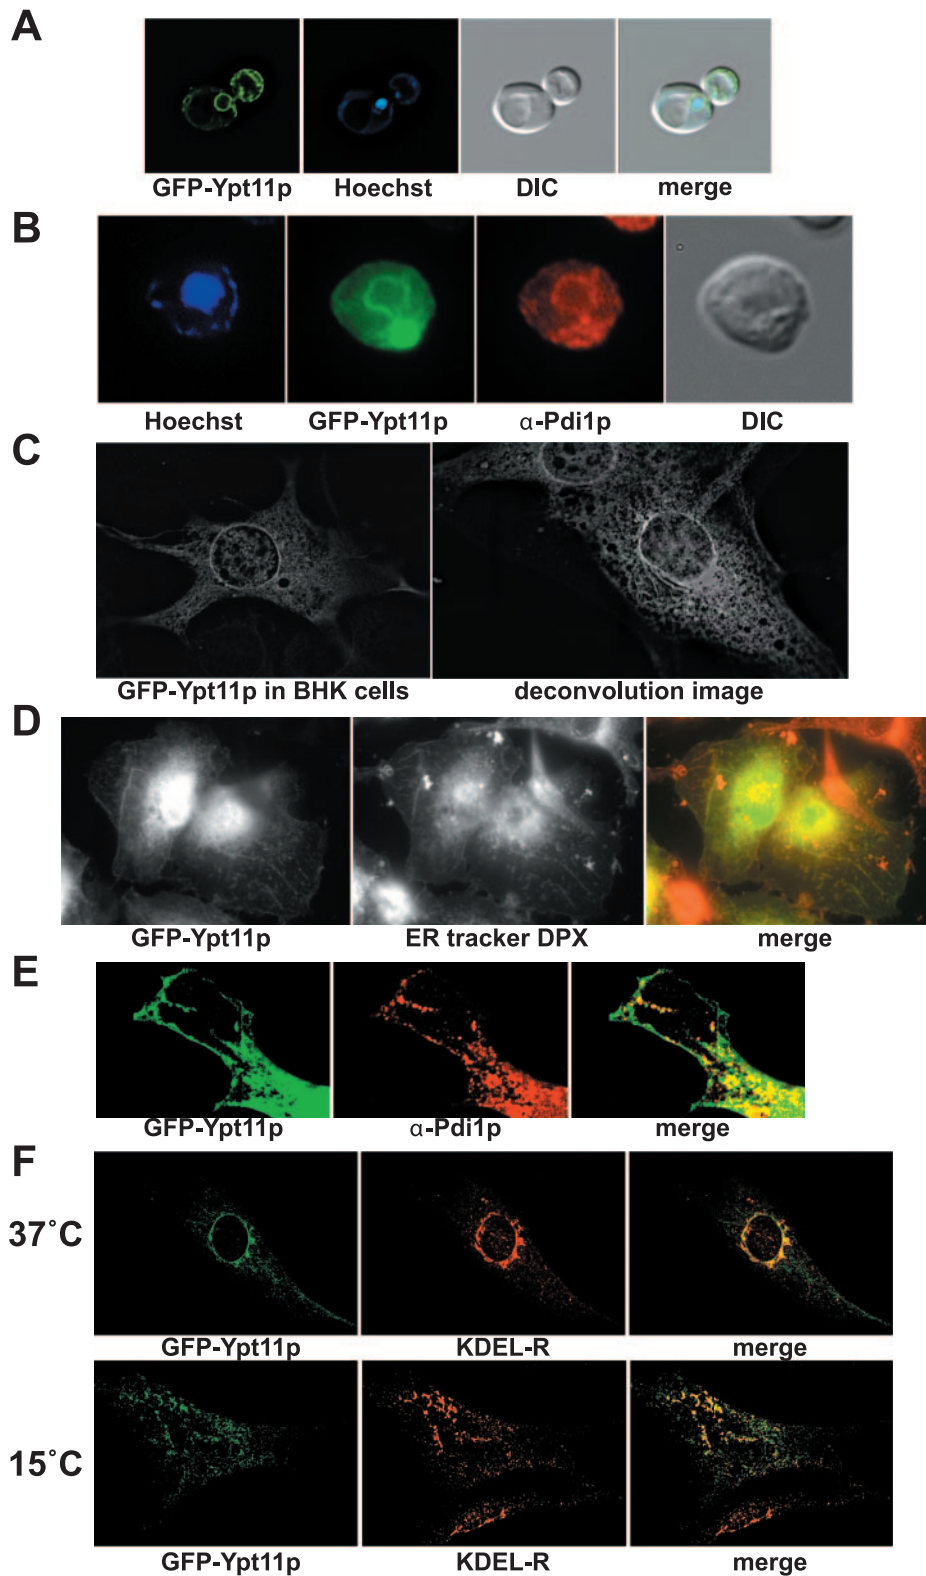 A
GFP-Ypt11p Hoechst DIC merge
B
Hoechst GFP-Ypt11p α-Pdi1p DIC
C
GFP-Ypt11p in BHK cells deconvolution image
D
GFP-Ypt11p ER tracker DPX merge
E
GFP-Ypt11p α-Pdi1p merge
F
37°C
GFP-Ypt11p KDEL-R merge
15°C
GFP-Ypt11p KDEL-R merge